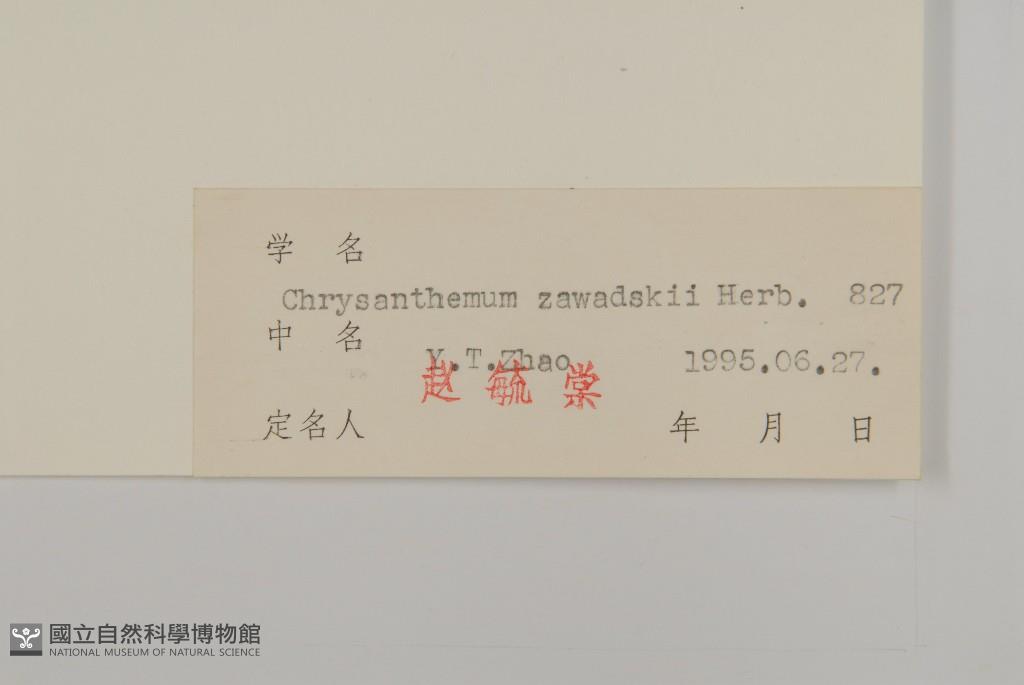 学 名
Chrysanthemum zawadskii Herb. 827
中 名
Y.T.Zhao 1995.06.27.
赵 毓 棠
定名人 年 月 日
國立自然科學博物館
NATIONAL MUSEUM OF NATURAL SCIENCE